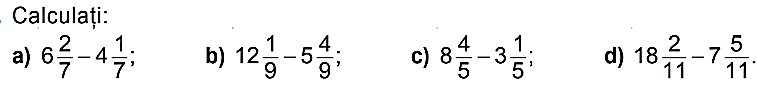 Calculați:
a) 6 2/7 − 4 1/7; b) 12 1/9 − 5 4/9; c) 8 4/5 − 3 1/5; d) 18 2/11 − 7 5/11.